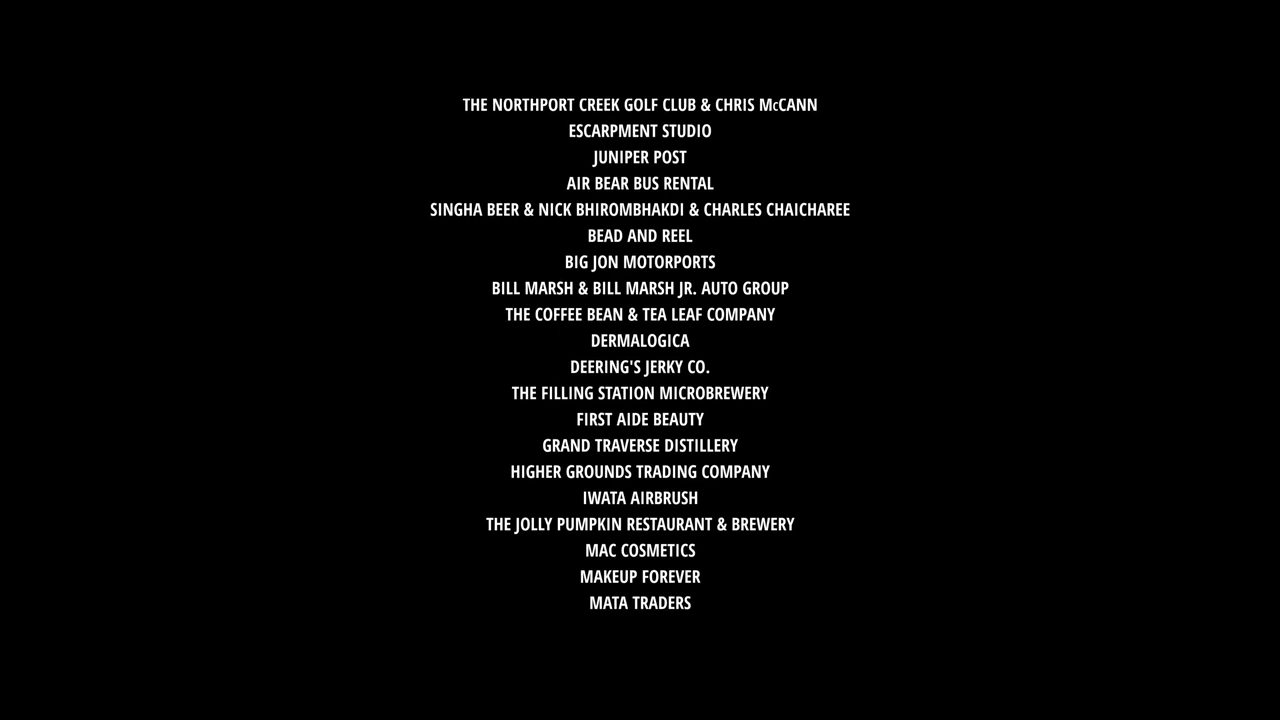 THE NORTHPORT CREEK GOLF CLUB & CHRIS McCANN
ESCARPMENT STUDIO
JUNIPER POST
AIR BEAR BUS RENTAL
SINGHA BEER & NICK BHIROMBHAKDI & CHARLES CHAICHAREE
BEAD AND REEL
BIG JON MOTORPORTS
BILL MARSH & BILL MARSH JR. AUTO GROUP
THE COFFEE BEAN & TEA LEAF COMPANY
DERMALOGICA
DEERING'S JERKY CO.
THE FILLING STATION MICROBREWERY
FIRST AIDE BEAUTY
GRAND TRAVERSE DISTILLERY
HIGHER GROUNDS TRADING COMPANY
IWATA AIRBRUSH
THE JOLLY PUMPKIN RESTAURANT & BREWERY
MAC COSMETICS
MAKEUP FOREVER
MATA TRADERS